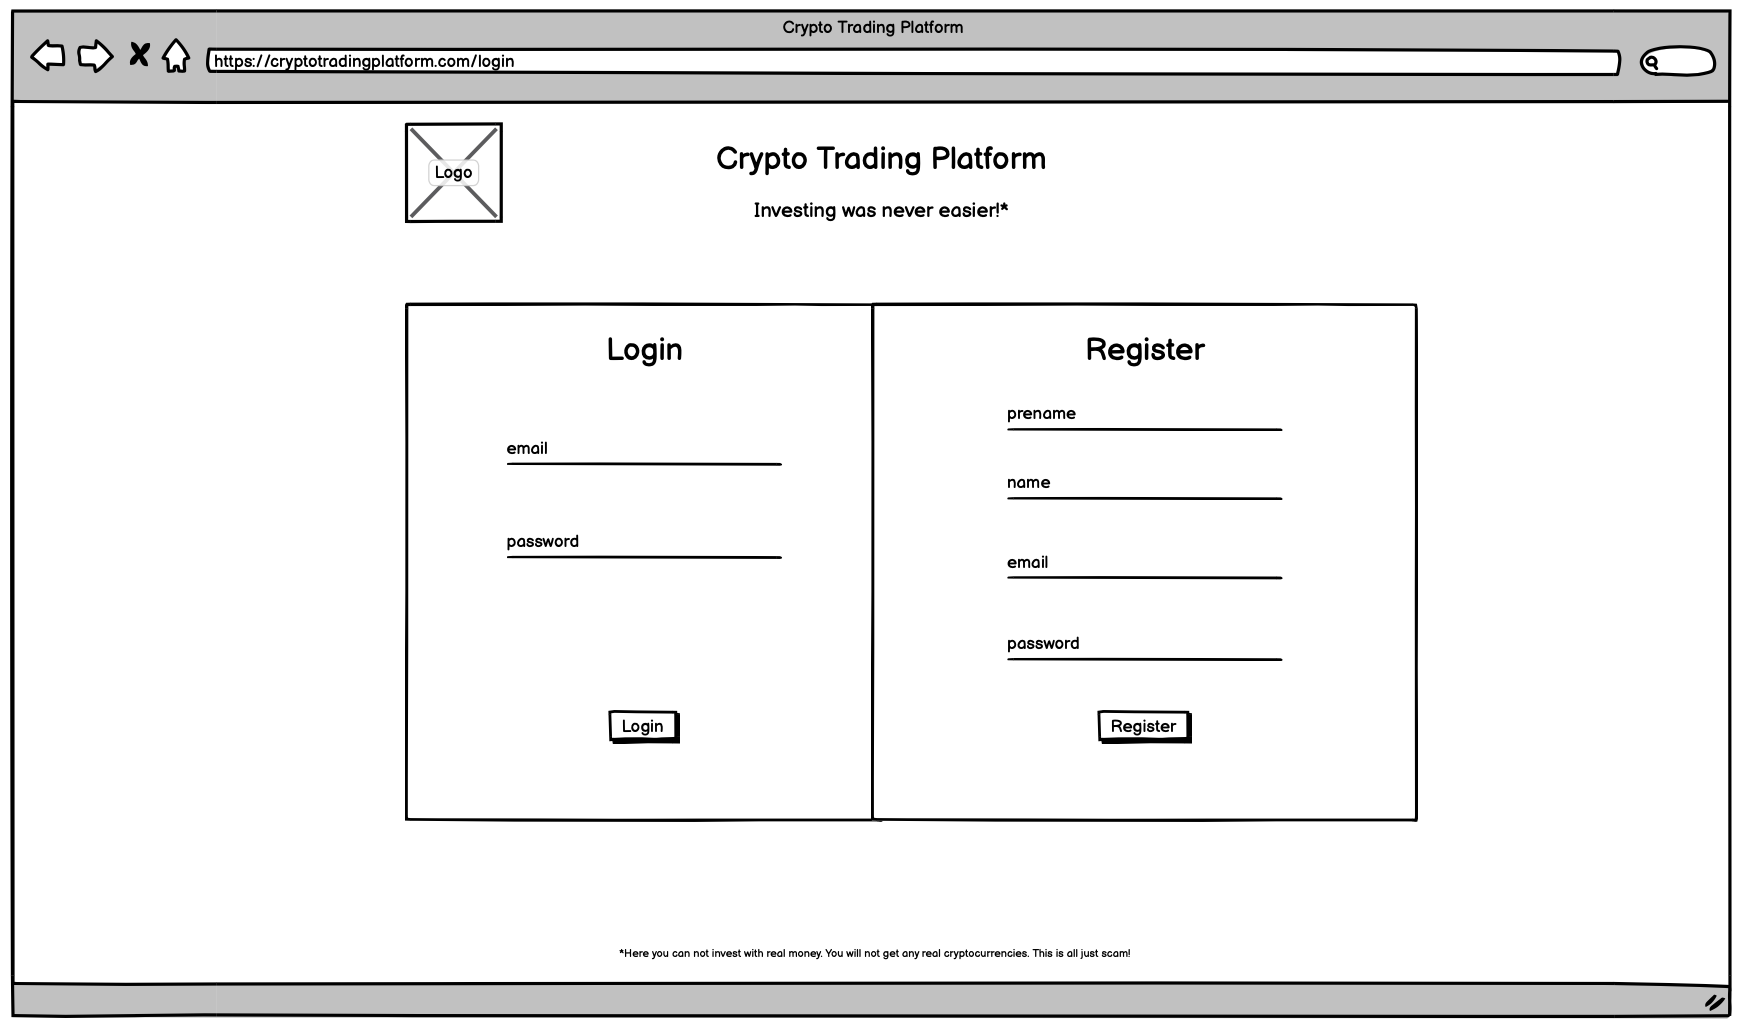 Crypto Trading Platform
https://cryptotradingplatform.com/login
Logo
Crypto Trading Platform
Investing was never easier!*
Login
email
password
Login
Register
prename
name
email
password
Register
*Here you can not invest with real money. You will not get any real cryptocurrencies. This is all just scam!